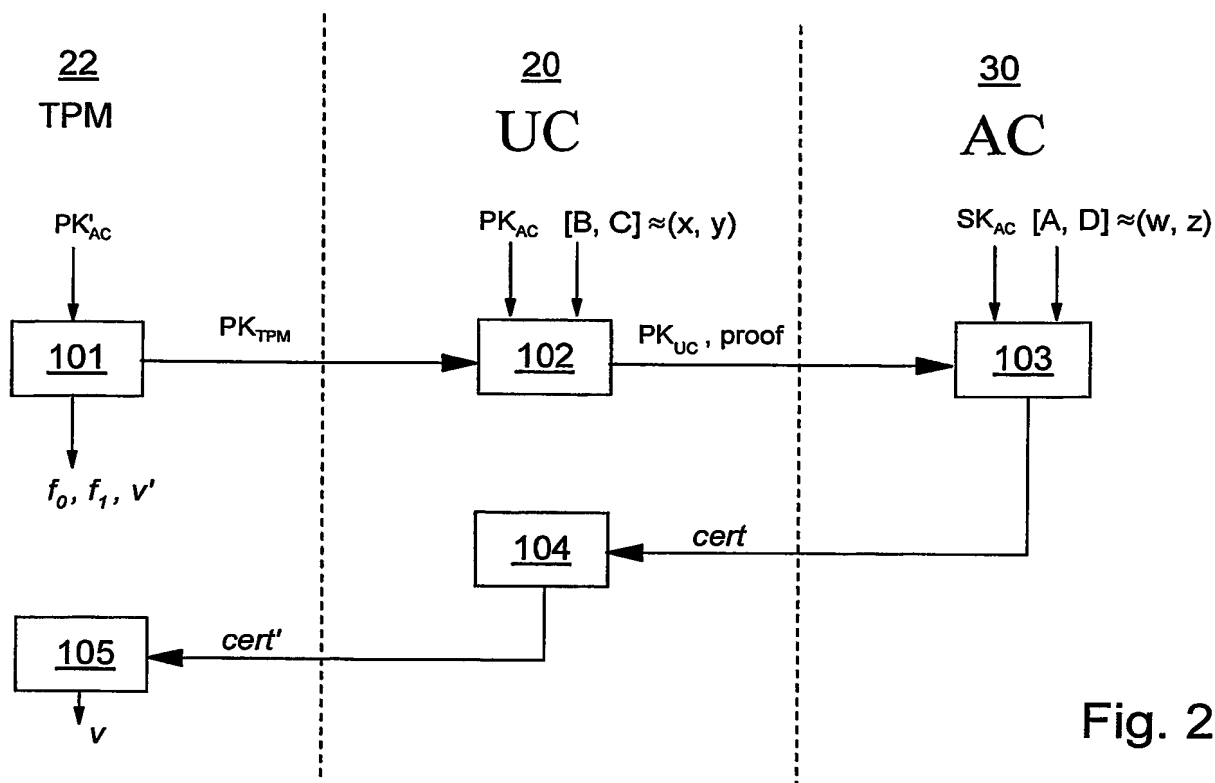 22 20 30
TPM UC AC
PK'AC PKAC [B, C] ≈(x, y) SKAC [A, D] ≈(w, z)
101 PKTPM 102 PKUC , proof 103
f0, f1, v'
104 cert
105 cert'
v
Fig. 2